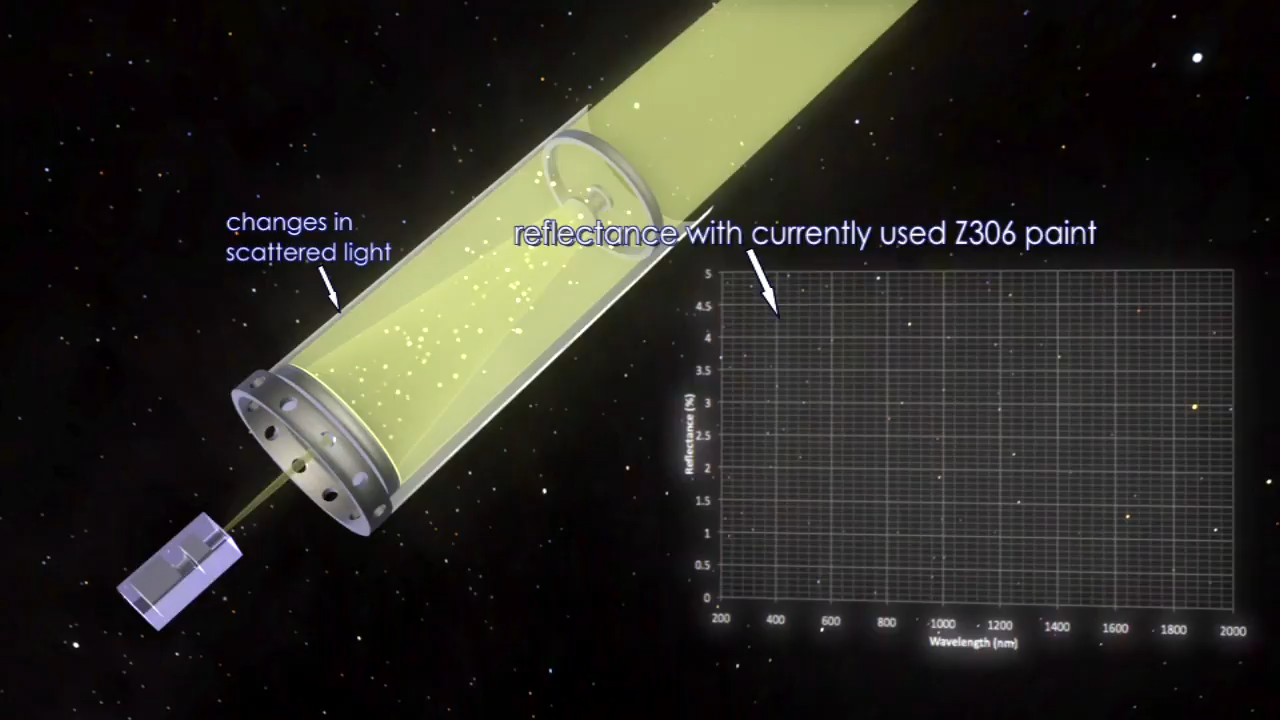 changes in
scattered light
reflectance with currently used Z306 paint
5
4.5
4
3.5
3
2.5
2
1.5
1
0.5
0
Reflectance (%)
200 400 600 800 1000 1200 1400 1600 1800 2000
Wavelength (nm)